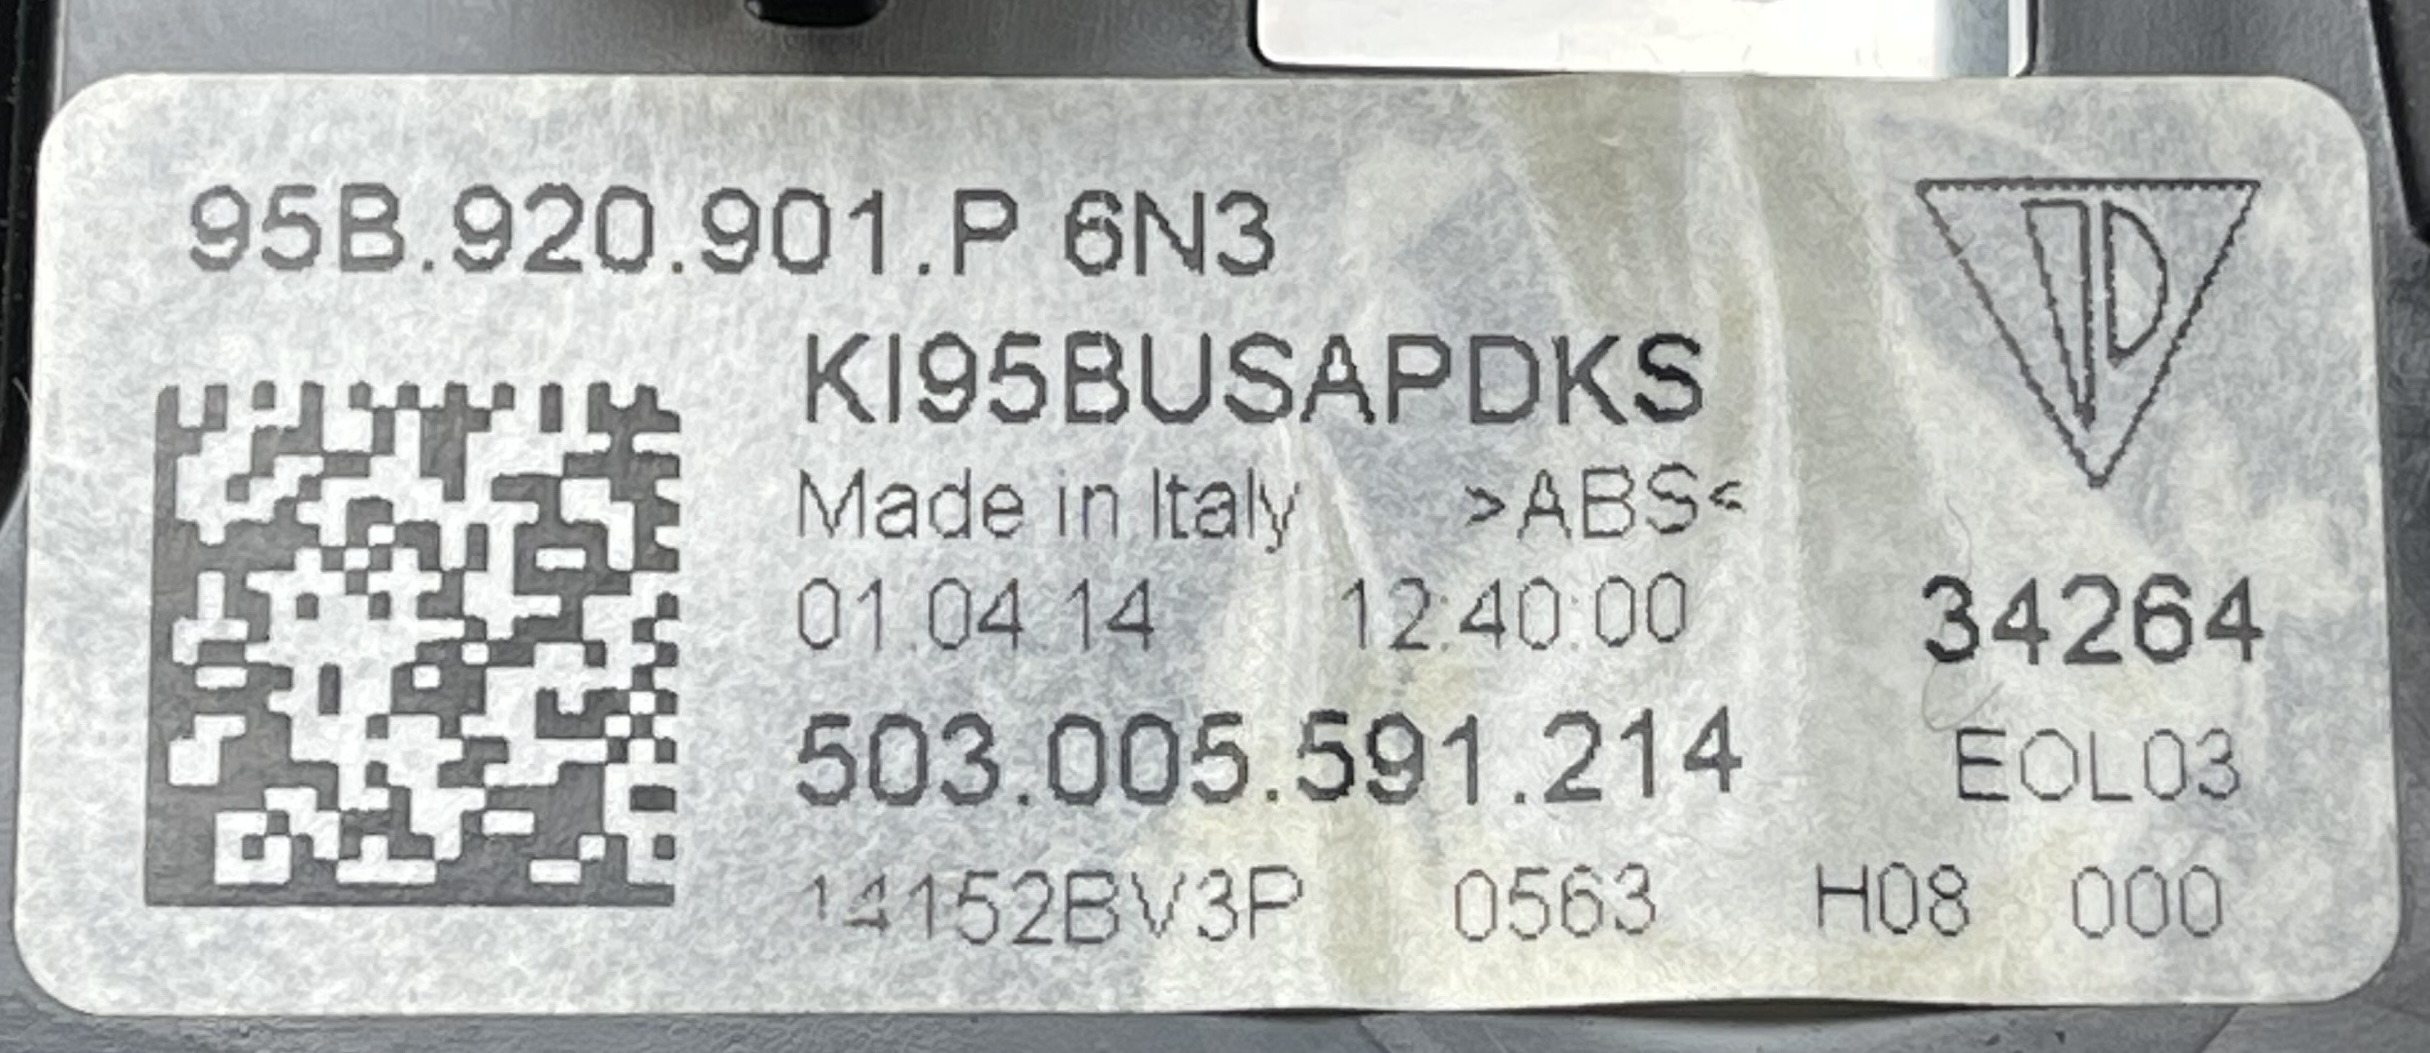 95B.920.901.P 6N3
KI95BUSAPDKS
Made in Italy >ABS<
01.04.14 12:40:00 34264
503.005.591.214 EOL03
14152BV3P 0563 H08 000